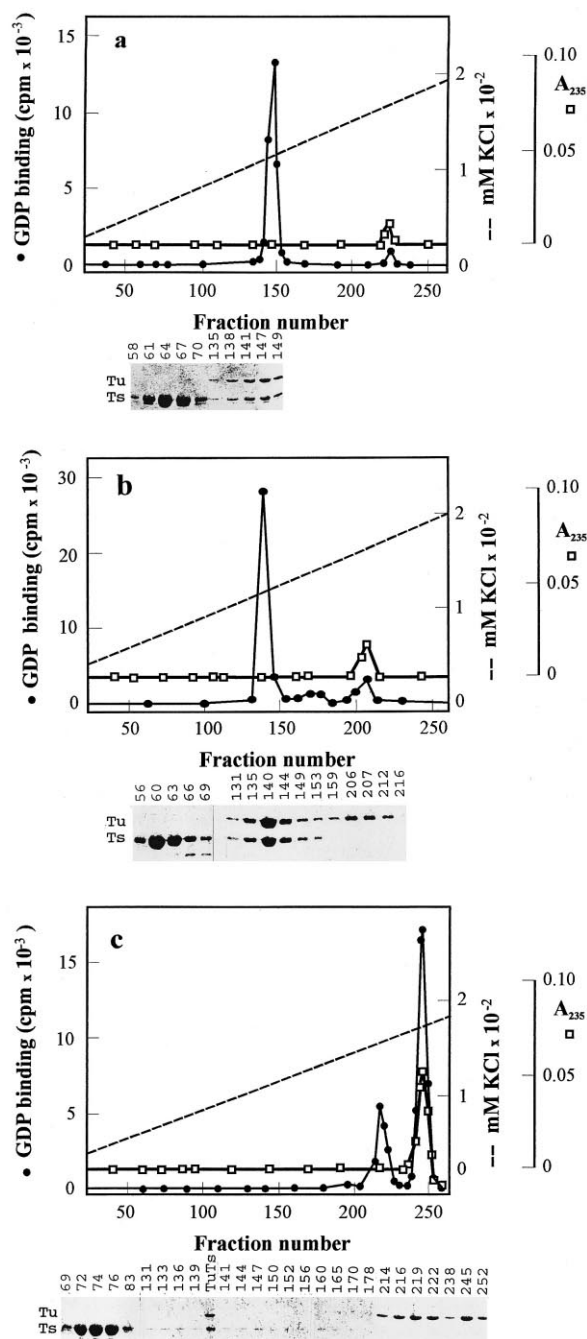 a
GDP binding (cpm x 10-3)
15
10
5
0
-- mM KCl x 10-2
2
1
0
A235
0.10
0.05
0
50 100 150 200 250
Fraction number
58 61 64 67 70 135 138 141 147 149
Tu
Ts
b
GDP binding (cpm x 10-3)
30
20
10
0
-- mM KCl x 10-2
2
1
0
A235
0.10
0.05
0
50 100 150 200 250
Fraction number
56 60 63 66 69 131 135 140 144 149 153 159 206 207 212 216
Tu
Ts
c
GDP binding (cpm x 10-3)
15
10
5
0
-- mM KCl x 10-2
2
1
0
A235
0.10
0.05
0
50 100 150 200 250
Fraction number
69 72 74 76 83 131 133 136 139 TuTs 141 144 147 150 152 156 160 165 170 178 214 216 219 222 238 245 252
Tu
Ts